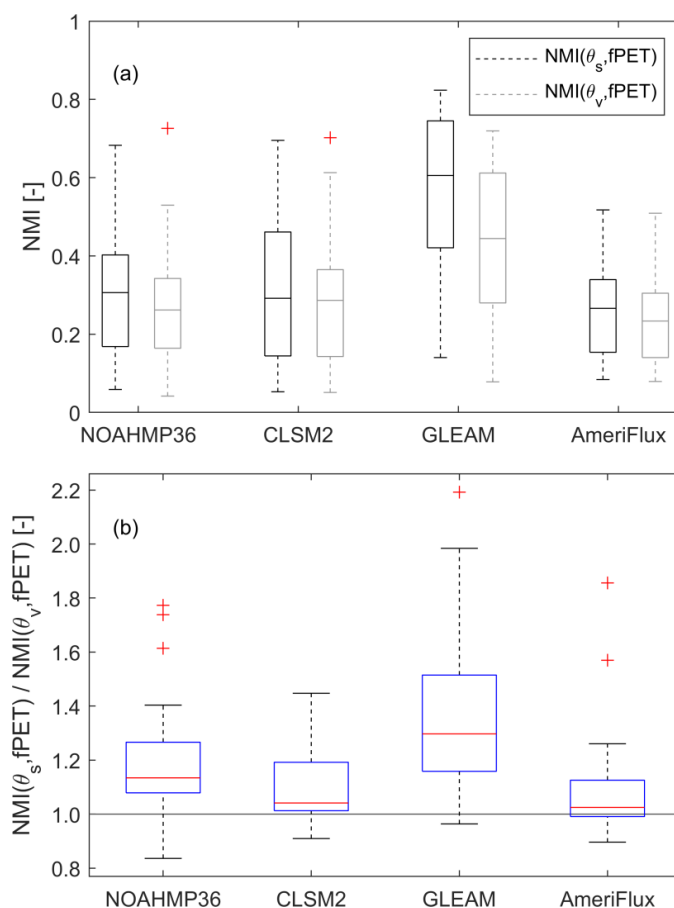 1
(a)
NMI(θs,fPET)
NMI(θv,fPET)
0.8
0.6
NMI [-]
0.4
0.2
0
NOAHMP36 CLSM2 GLEAM AmeriFlux
2.2
(b)
2.0
1.8
1.6
NMI(θs,fPET) / NMI(θv,fPET) [-]
1.4
1.2
1.0
0.8
NOAHMP36 CLSM2 GLEAM AmeriFlux